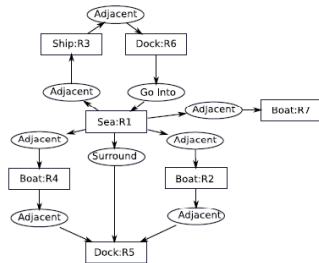 Adjacent
Ship:R3
Dock:R6
Adjacent
Go Into
Adjacent
Boat:R7
Sea:R1
Adjacent
Surround
Adjacent
Boat:R4
Boat:R2
Adjacent
Adjacent
Dock:R5